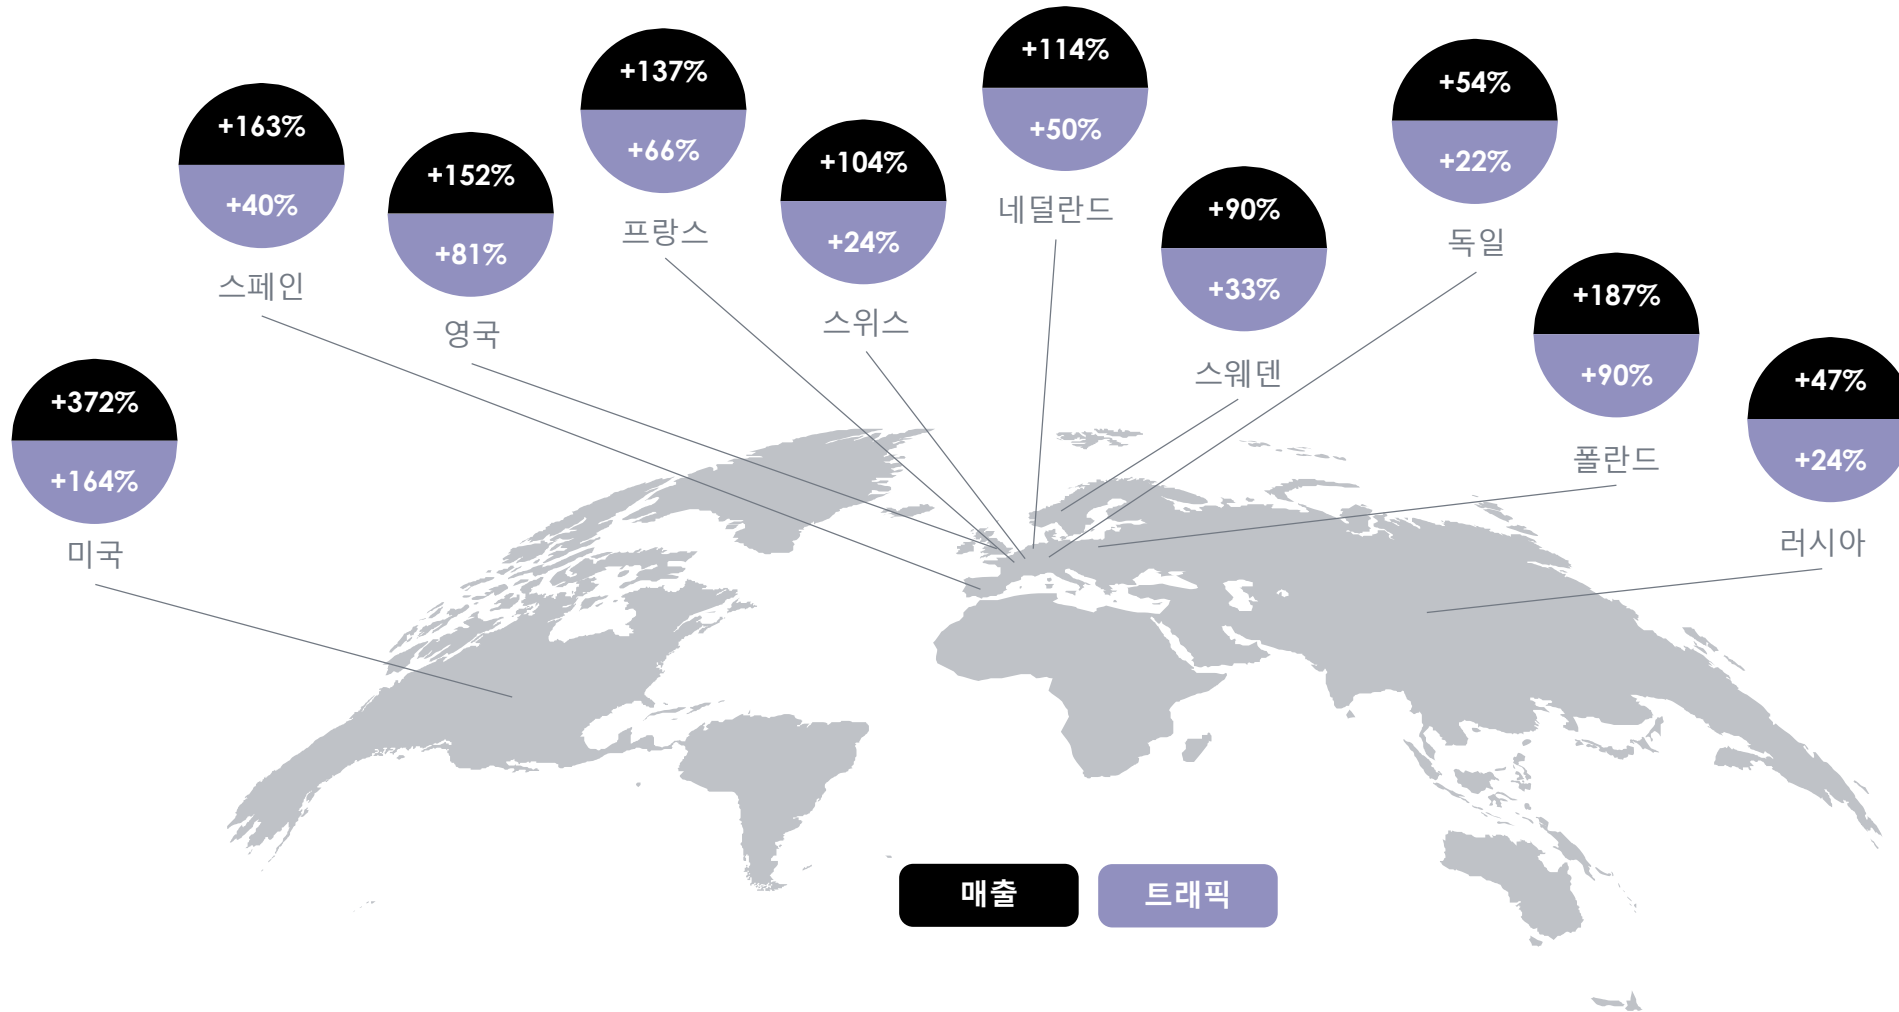 +372%
+164%
미국
+163%
+40%
스페인
+152%
+81%
영국
+137%
+66%
프랑스
+104%
+24%
스위스
+114%
+50%
네덜란드
+90%
+33%
스웨덴
+54%
+22%
독일
+187%
+90%
폴란드
+47%
+24%
러시아
매출
트래픽